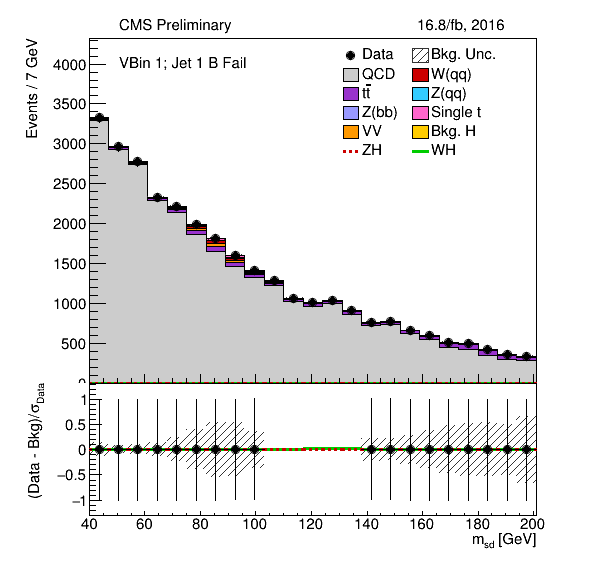 CMS Preliminary 16.8/fb, 2016
Events / 7 GeV
VBin 1; Jet 1 B Fail
Data Bkg. Unc.
QCD W(qq)
tt̄ Z(qq)
Z(bb) Single t
VV Bkg. H
ZH WH
4000
3500
3000
2500
2000
1500
1000
500
0
(Data - Bkg)/σData
1
0.5
0
−0.5
−1
40 60 80 100 120 140 160 180 200
msd [GeV]